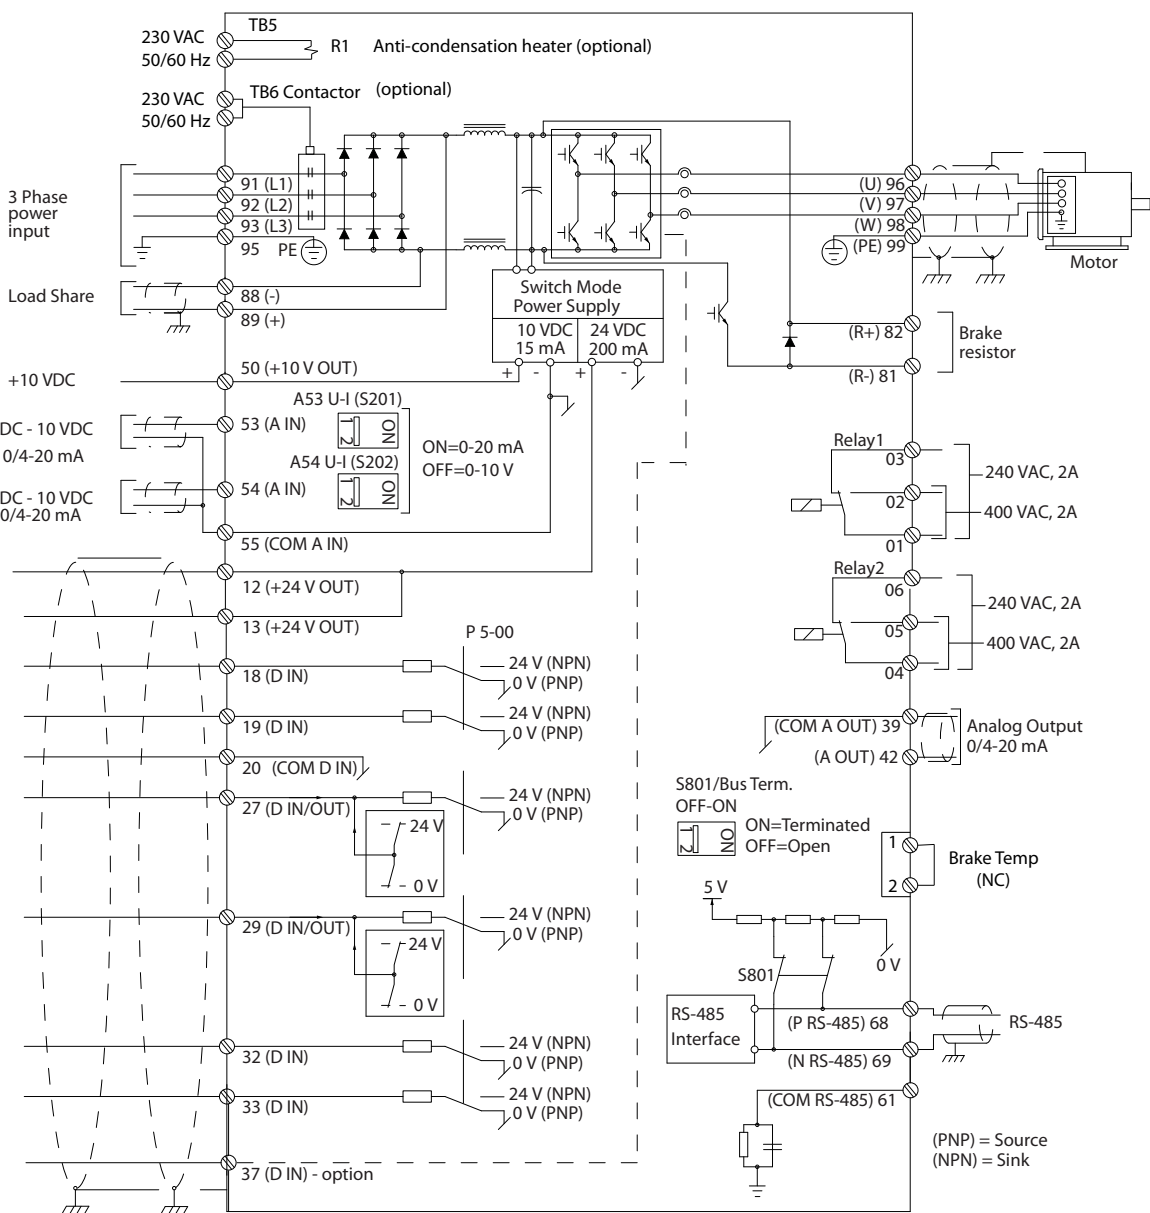 TB5
230 VAC
50/60 Hz
R1
Anti-condensation heater (optional)
TB6 Contactor
(optional)
230 VAC
50/60 Hz
3 Phase
power
input
91 (L1)
92 (L2)
93 (L3)
95
PE
(U) 96
(V) 97
(W) 98
(PE) 99
Motor
Load Share
88 (-)
89 (+)
Switch Mode
Power Supply
10 VDC
15 mA
24 VDC
200 mA
+
-
+
-
(R+) 82
(R-) 81
Brake
resistor
+10 VDC
50 (+10 V OUT)
A53 U-I (S201)
1 2
ON
A54 U-I (S202)
1 2
ON
ON=0-20 mA
OFF=0-10 V
DC - 10 VDC
0/4-20 mA
53 (A IN)
DC - 10 VDC
0/4-20 mA
54 (A IN)
55 (COM A IN)
12 (+24 V OUT)
13 (+24 V OUT)
Relay1
03
02
01
240 VAC, 2A
400 VAC, 2A
Relay2
06
05
04
240 VAC, 2A
400 VAC, 2A
P 5-00
18 (D IN)
24 V (NPN)
0 V (PNP)
19 (D IN)
24 V (NPN)
0 V (PNP)
20 (COM D IN)
27 (D IN/OUT)
24 V (NPN)
0 V (PNP)
24 V
0 V
29 (D IN/OUT)
24 V (NPN)
0 V (PNP)
24 V
0 V
32 (D IN)
24 V (NPN)
0 V (PNP)
33 (D IN)
24 V (NPN)
0 V (PNP)
37 (D IN) - option
(COM A OUT) 39
(A OUT) 42
Analog Output
0/4-20 mA
S801/Bus Term.
OFF-ON
1 2
ON
ON=Terminated
OFF=Open
1
2
Brake Temp
(NC)
5 V
0 V
S801
RS-485
Interface
(P RS-485) 68
(N RS-485) 69
RS-485
(COM RS-485) 61
(PNP) = Source
(NPN) = Sink